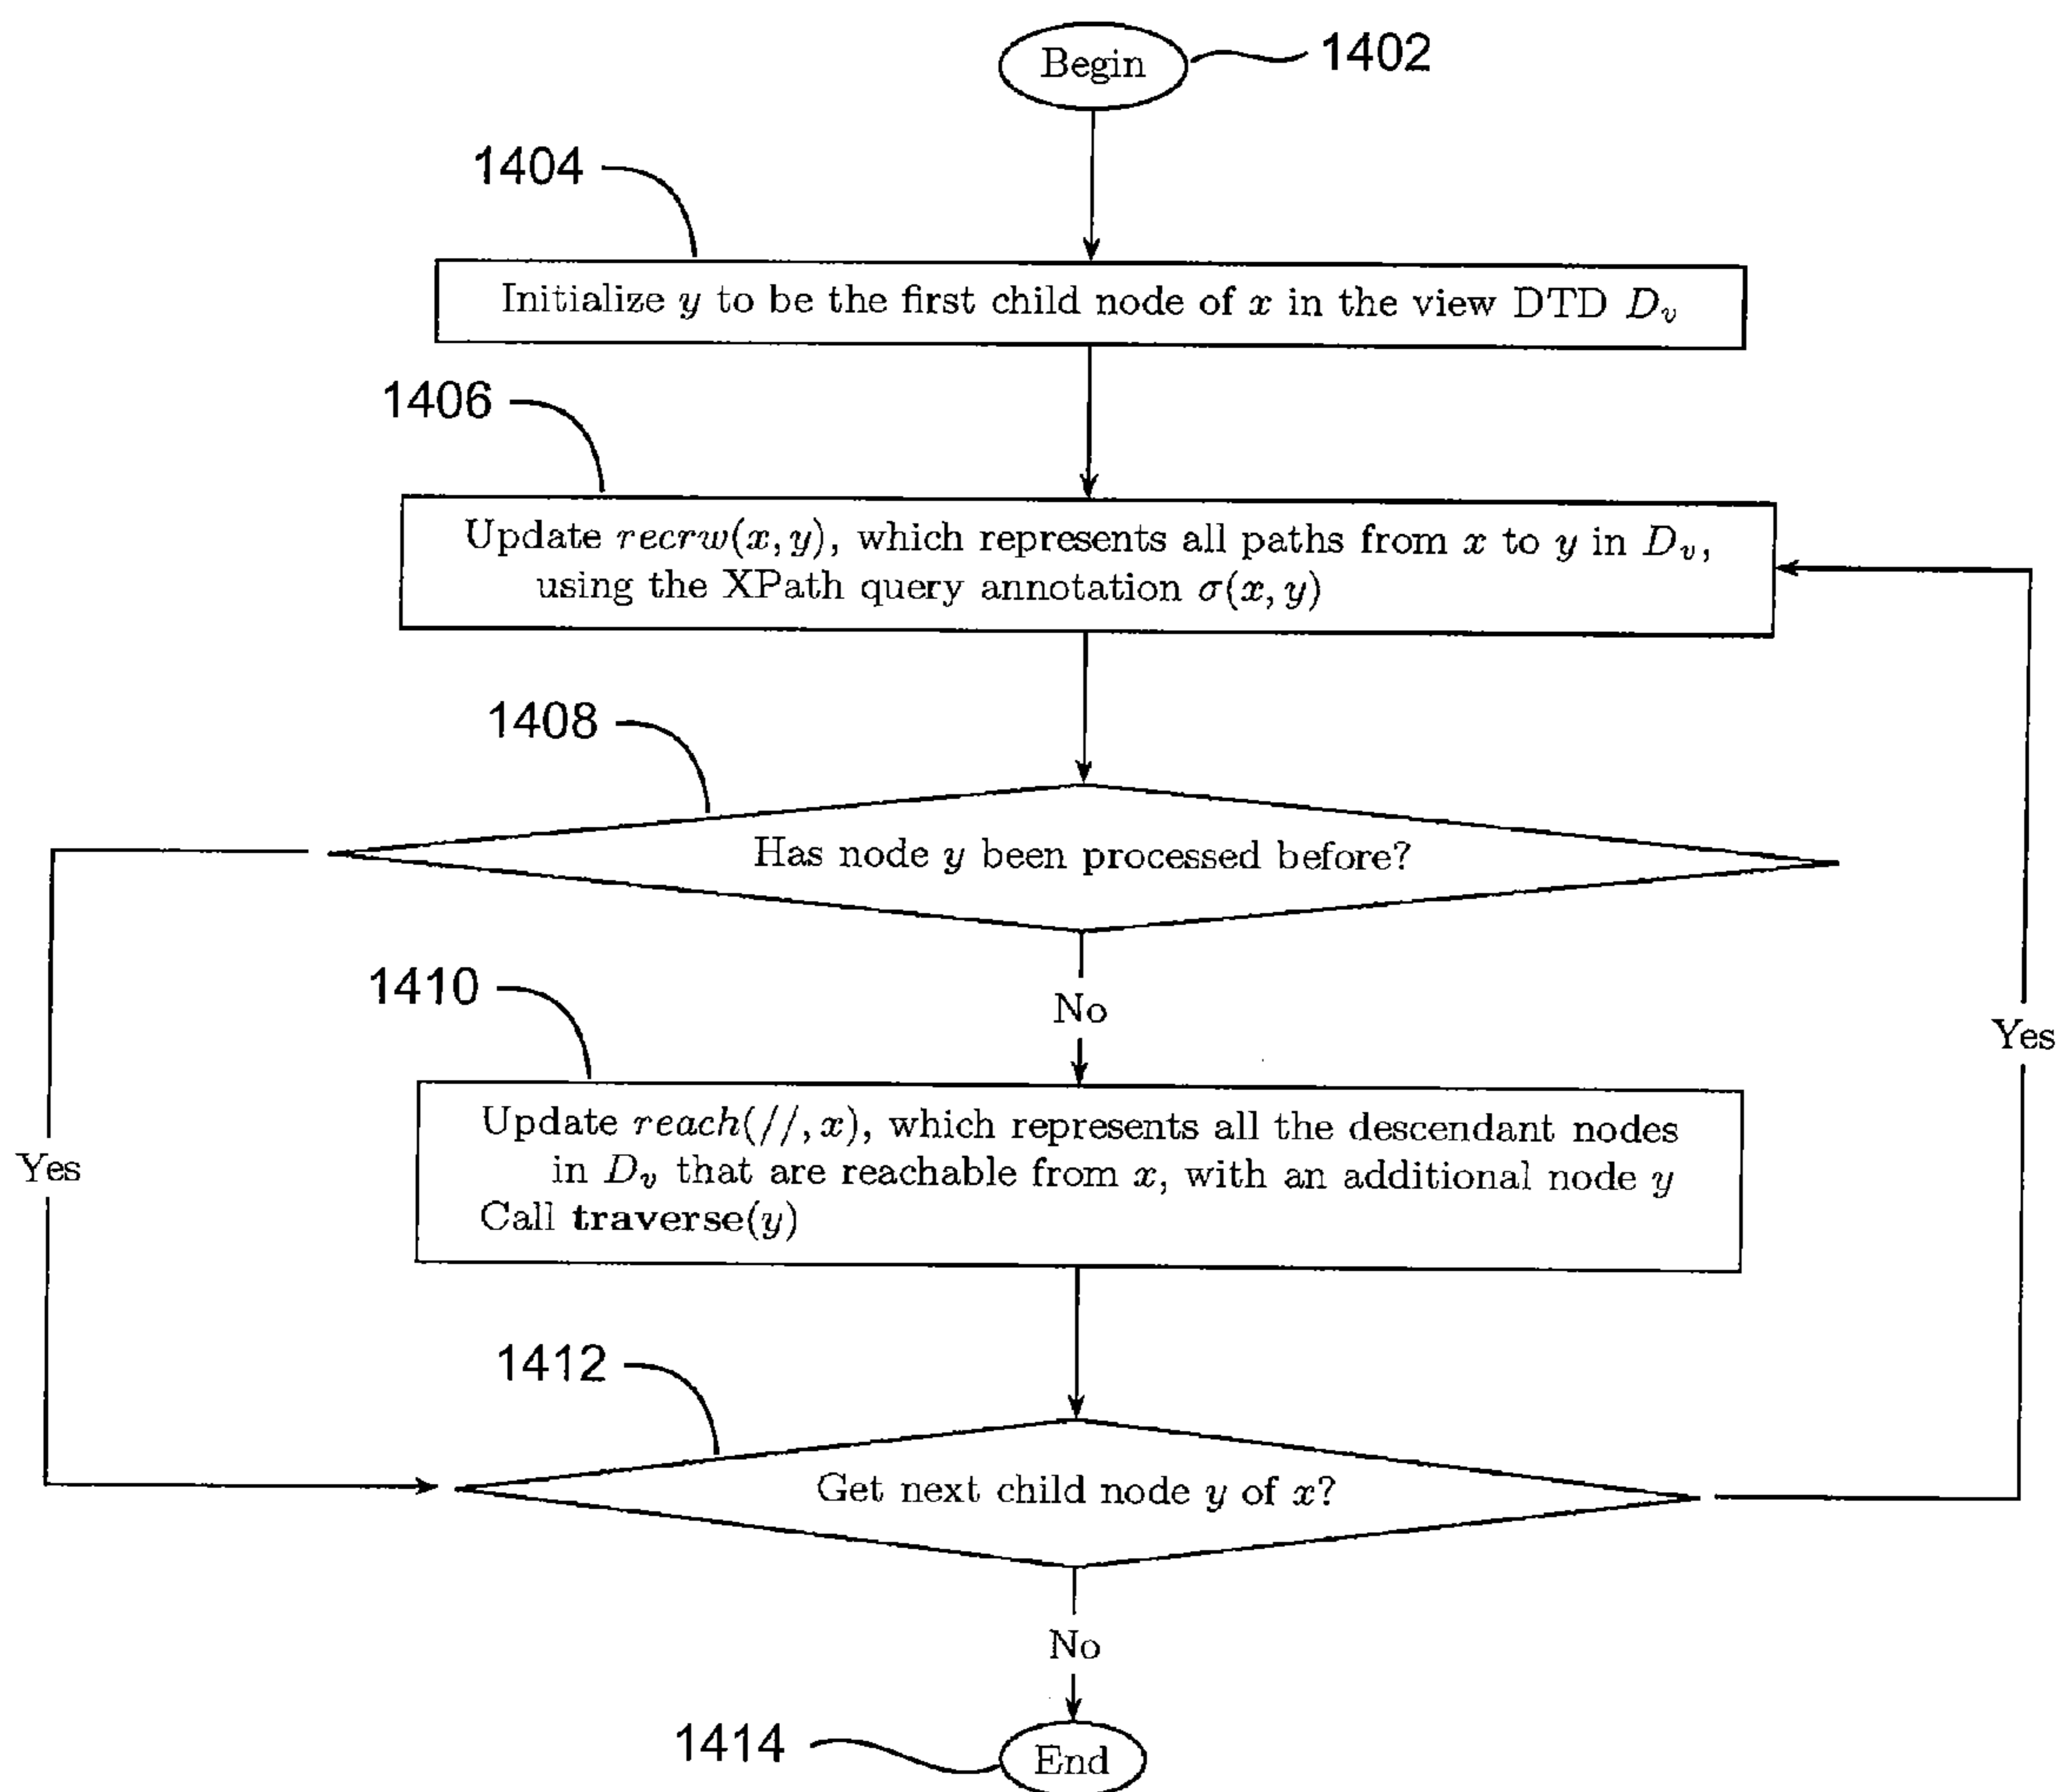 Begin
1402
1404
Initialize y to be the first child node of x in the view DTD Dᵥ
1406
Update recrw(x, y), which represents all paths from x to y in Dᵥ,
using the XPath query annotation σ(x, y)
1408
Has node y been processed before?
1410
No
Yes
Update reach(//, x), which represents all the descendant nodes
in Dᵥ that are reachable from x, with an additional node y
Call traverse(y)
Yes
1412
Get next child node y of x?
No
1414
End